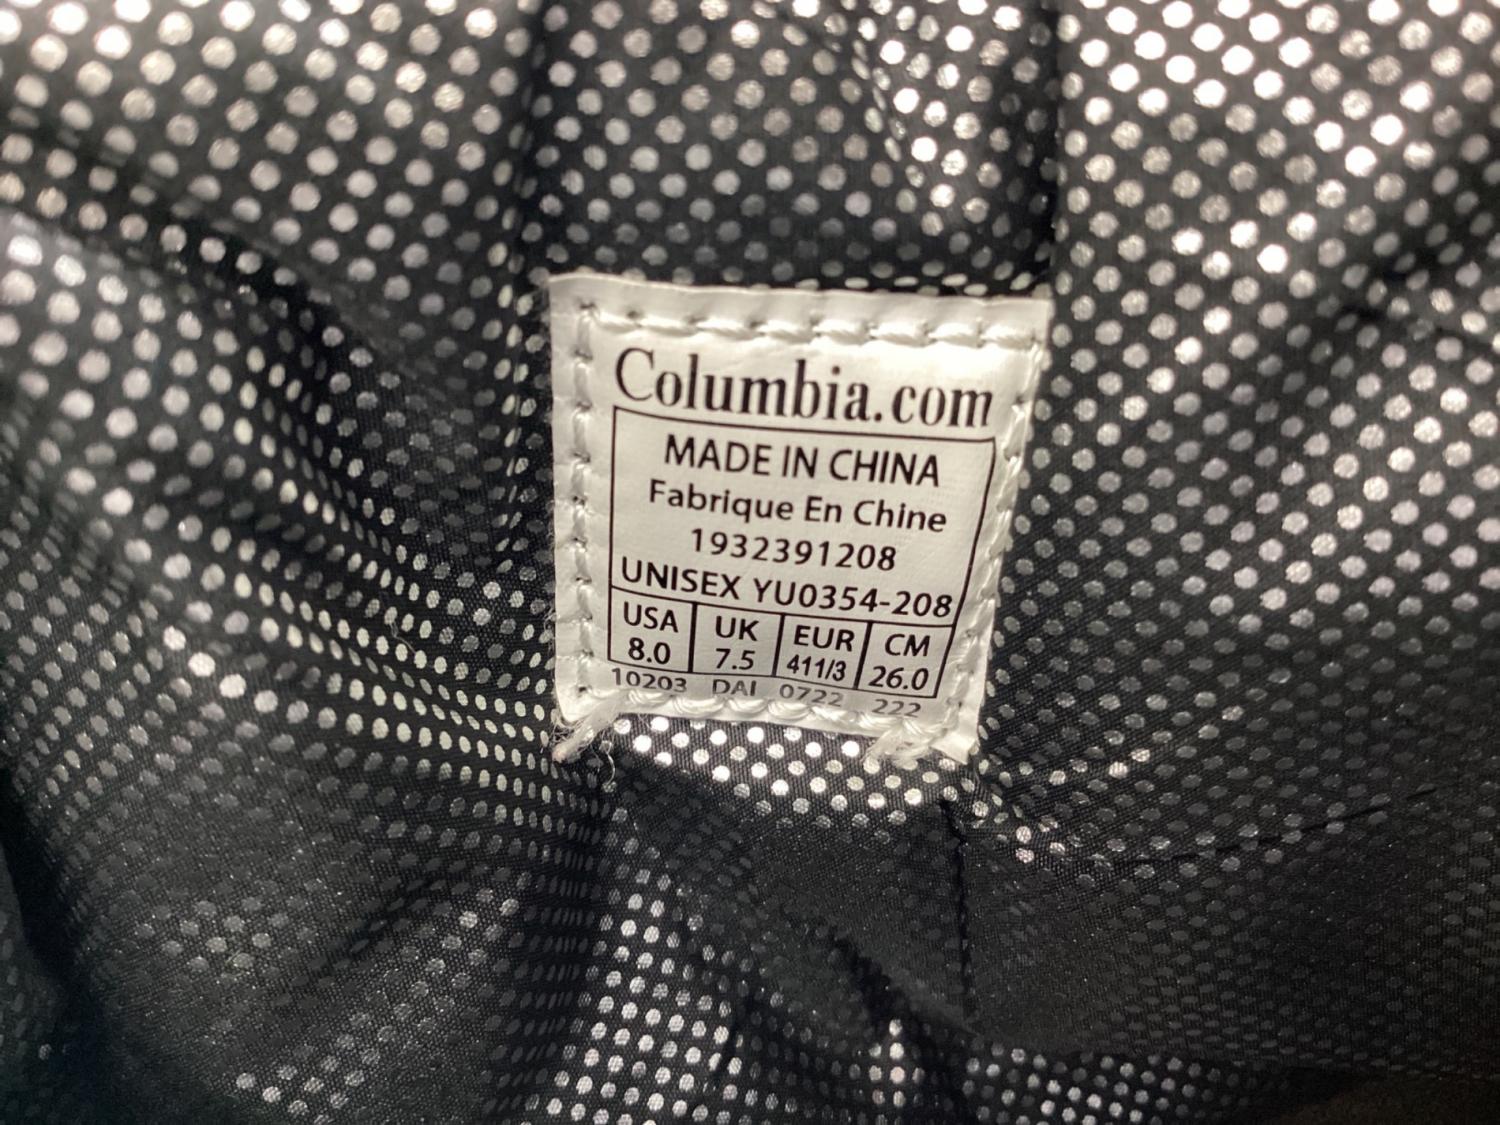 Columbia.com
MADE IN CHINA
Fabrique En Chine
1932391208
UNISEX YU0354-208
USA UK EUR CM
8.0 7.5 411/3 26.0
10203 DAI 0722 222